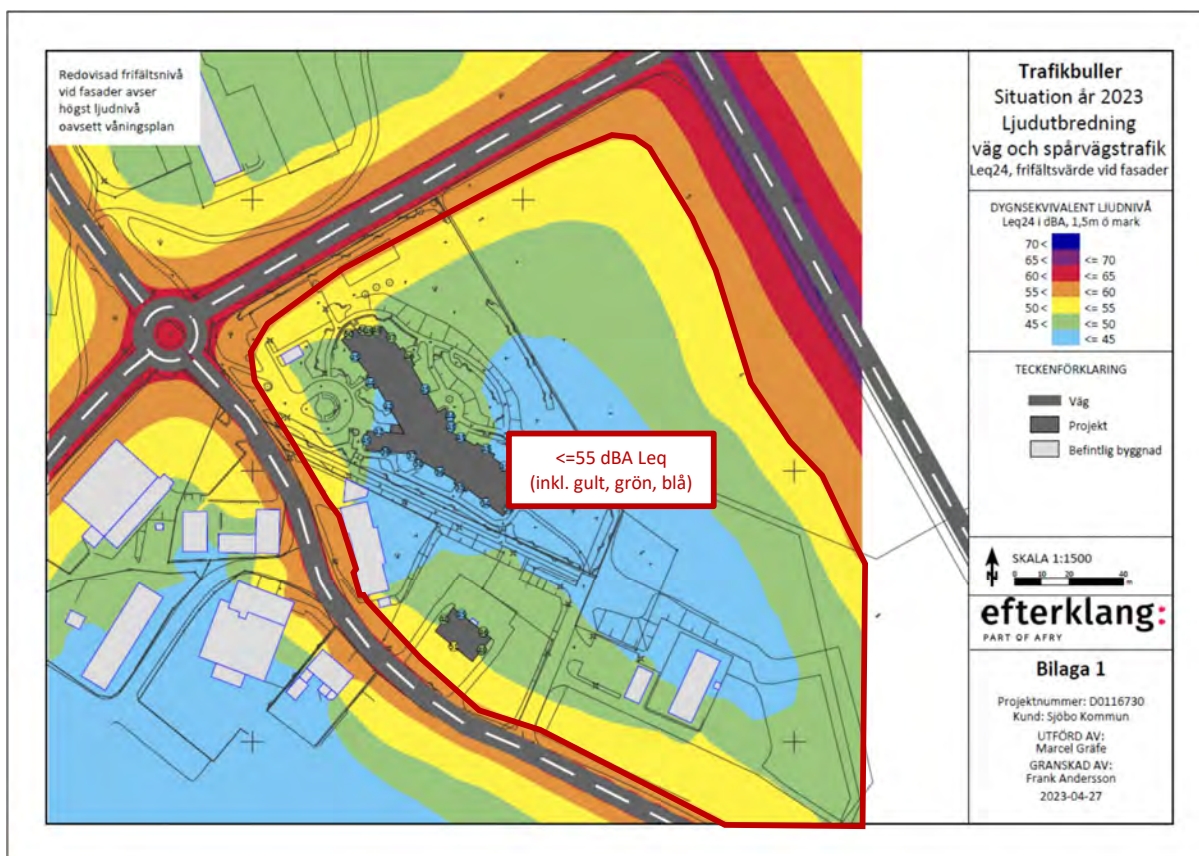 Redovisad frifältsnivå
vid fasader avser
högst ljudnivå
oavsett våningsplan
<=55 dBA Leq
(inkl. gult, grön, blå)
Trafikbuller
Situation år 2023
Ljudutbredning
väg och spårvägstrafik
Leq24, frifältsvärde vid fasader
DYGNSEKVIVALENT LJUDNIVÅ
Leq24 i dBA, 1,5m ö mark
70 <
65 < <= 70
60 < <= 65
55 < <= 60
50 < <= 55
45 < <= 50
<= 45
TECKENFÖRKLARING
Väg
Projekt
Befintlig byggnad
N
SKALA 1:1500
0 10 20 40
m
efterklang:
PART OF AFRY
Bilaga 1
Projektnummer: D0116730
Kund: Sjöbo Kommun
UTFÖRD AV:
Marcel Gräfe
GRANSKAD AV:
Frank Andersson
2023-04-27